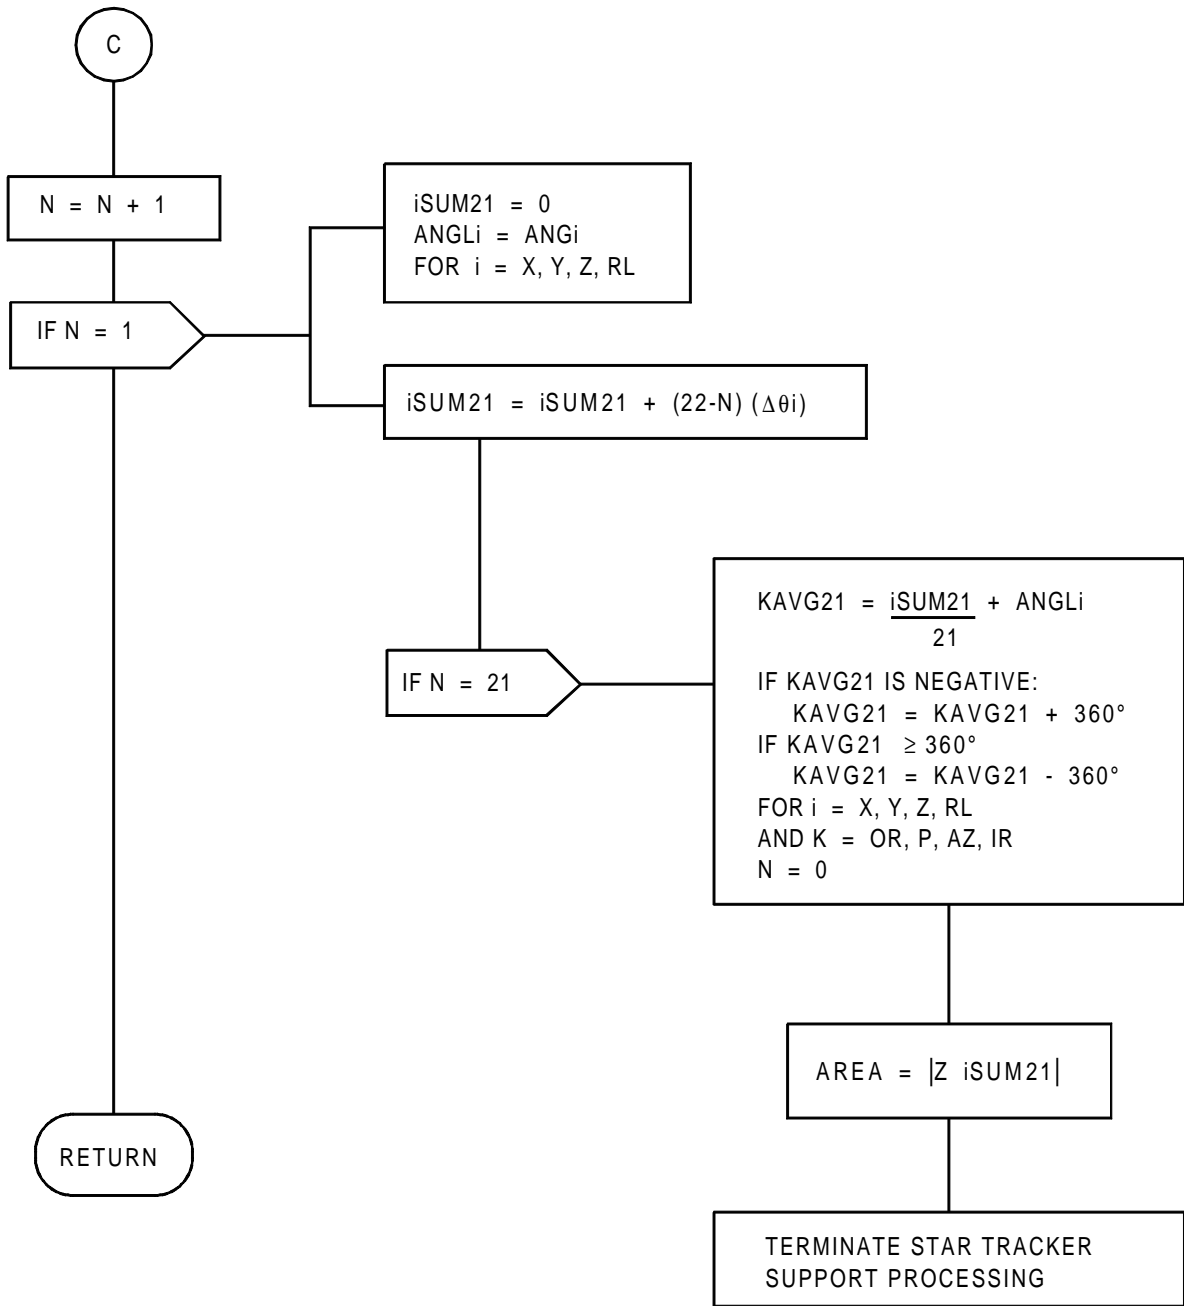 C
N = N + 1
IF N = 1
iSUM21 = 0
ANGLi = ANGi
FOR i = X, Y, Z, RL
iSUM21 = iSUM21 + (22-N) (Δθi)
IF N = 21
KAVG21 = iSUM21 + ANGLi
21
IF KAVG21 IS NEGATIVE:
KAVG21 = KAVG21 + 360°
IF KAVG21 ≥ 360°
KAVG21 = KAVG21 - 360°
FOR i = X, Y, Z, RL
AND K = OR, P, AZ, IR
N = 0
AREA = |Z iSUM21|
TERMINATE STAR TRACKER
SUPPORT PROCESSING
RETURN